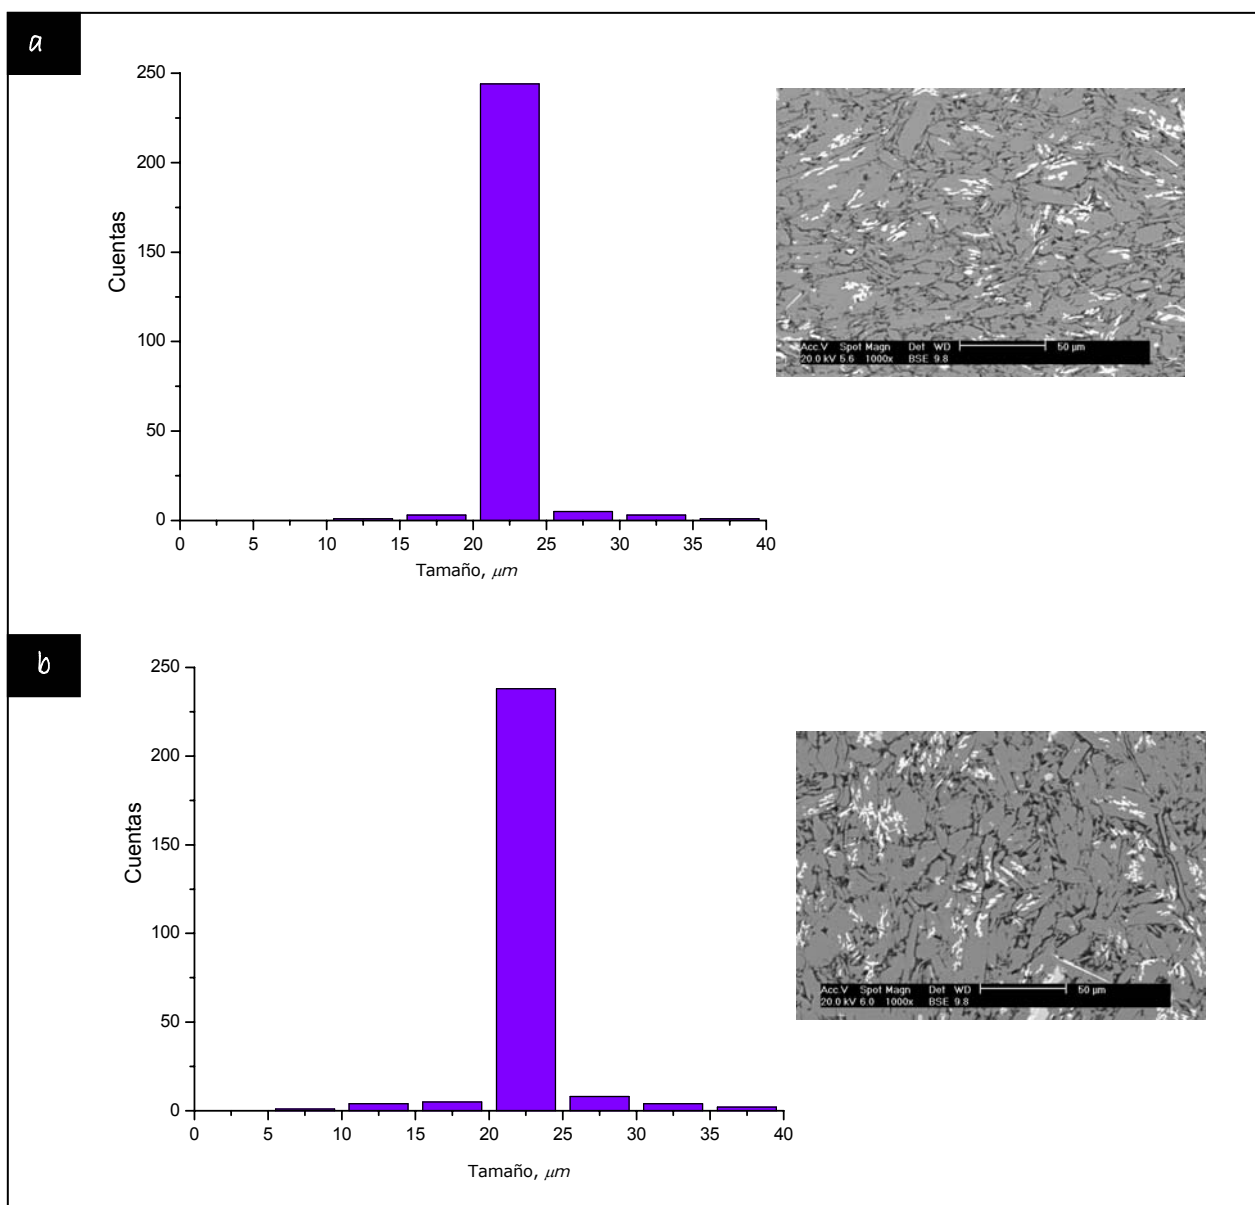 a
250
200
150
100
50
0
Cuentas
0 5 10 15 20 25 30 35 40
Tamaño, μm
Acc.V Spot Magn Det WD 50 μm
20.0 kV 5.6 1000x BSE 9.8
b
250
200
150
100
50
0
Cuentas
0 5 10 15 20 25 30 35 40
Tamaño, μm
Acc.V Spot Magn Det WD 50 μm
20.0 kV 6.0 1000x BSE 9.8